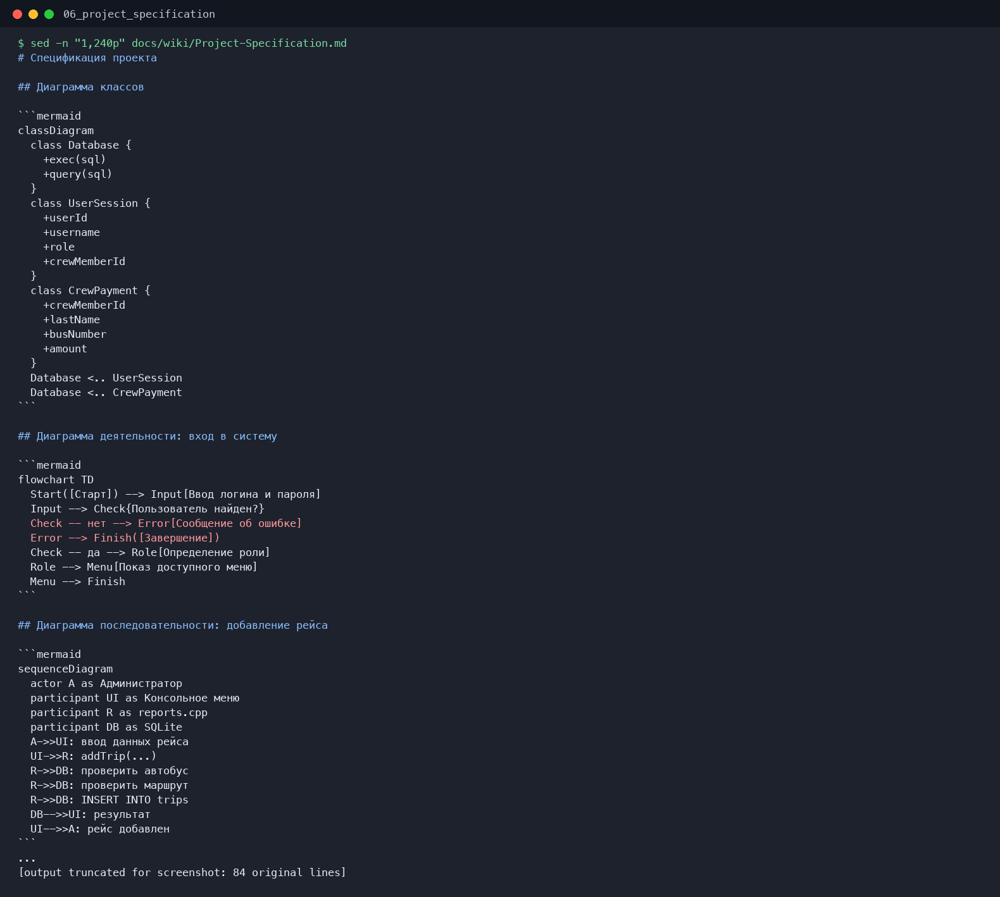 06_project_specification
$ sed -n "1,240p" docs/wiki/Project-Specification.md
# Спецификация проекта

## Диаграмма классов

```mermaid
classDiagram
  class Database {
    +exec(sql)
    +query(sql)
  }
  class UserSession {
    +userId
    +username
    +role
    +crewMemberId
  }
  class CrewPayment {
    +crewMemberId
    +lastName
    +busNumber
    +amount
  }
  Database <.. UserSession
  Database <.. CrewPayment
```

## Диаграмма деятельности: вход в систему

```mermaid
flowchart TD
  Start([Старт]) --> Input[Ввод логина и пароля]
  Input --> Check{Пользователь найден?}
  Check -- нет --> Error[Сообщение об ошибке]
  Error --> Finish([Завершение])
  Check -- да --> Role[Определение роли]
  Role --> Menu[Показ доступного меню]
  Menu --> Finish
```

## Диаграмма последовательности: добавление рейса

```mermaid
sequenceDiagram
  actor A as Администратор
  participant UI as Консольное меню
  participant R as reports.cpp
  participant DB as SQLite
  A->>UI: ввод данных рейса
  UI->>R: addTrip(...)
  R->>DB: проверить автобус
  R->>DB: проверить маршрут
  R->>DB: INSERT INTO trips
  DB-->>UI: результат
  UI-->>A: рейс добавлен
```
...
[output truncated for screenshot: 84 original lines]